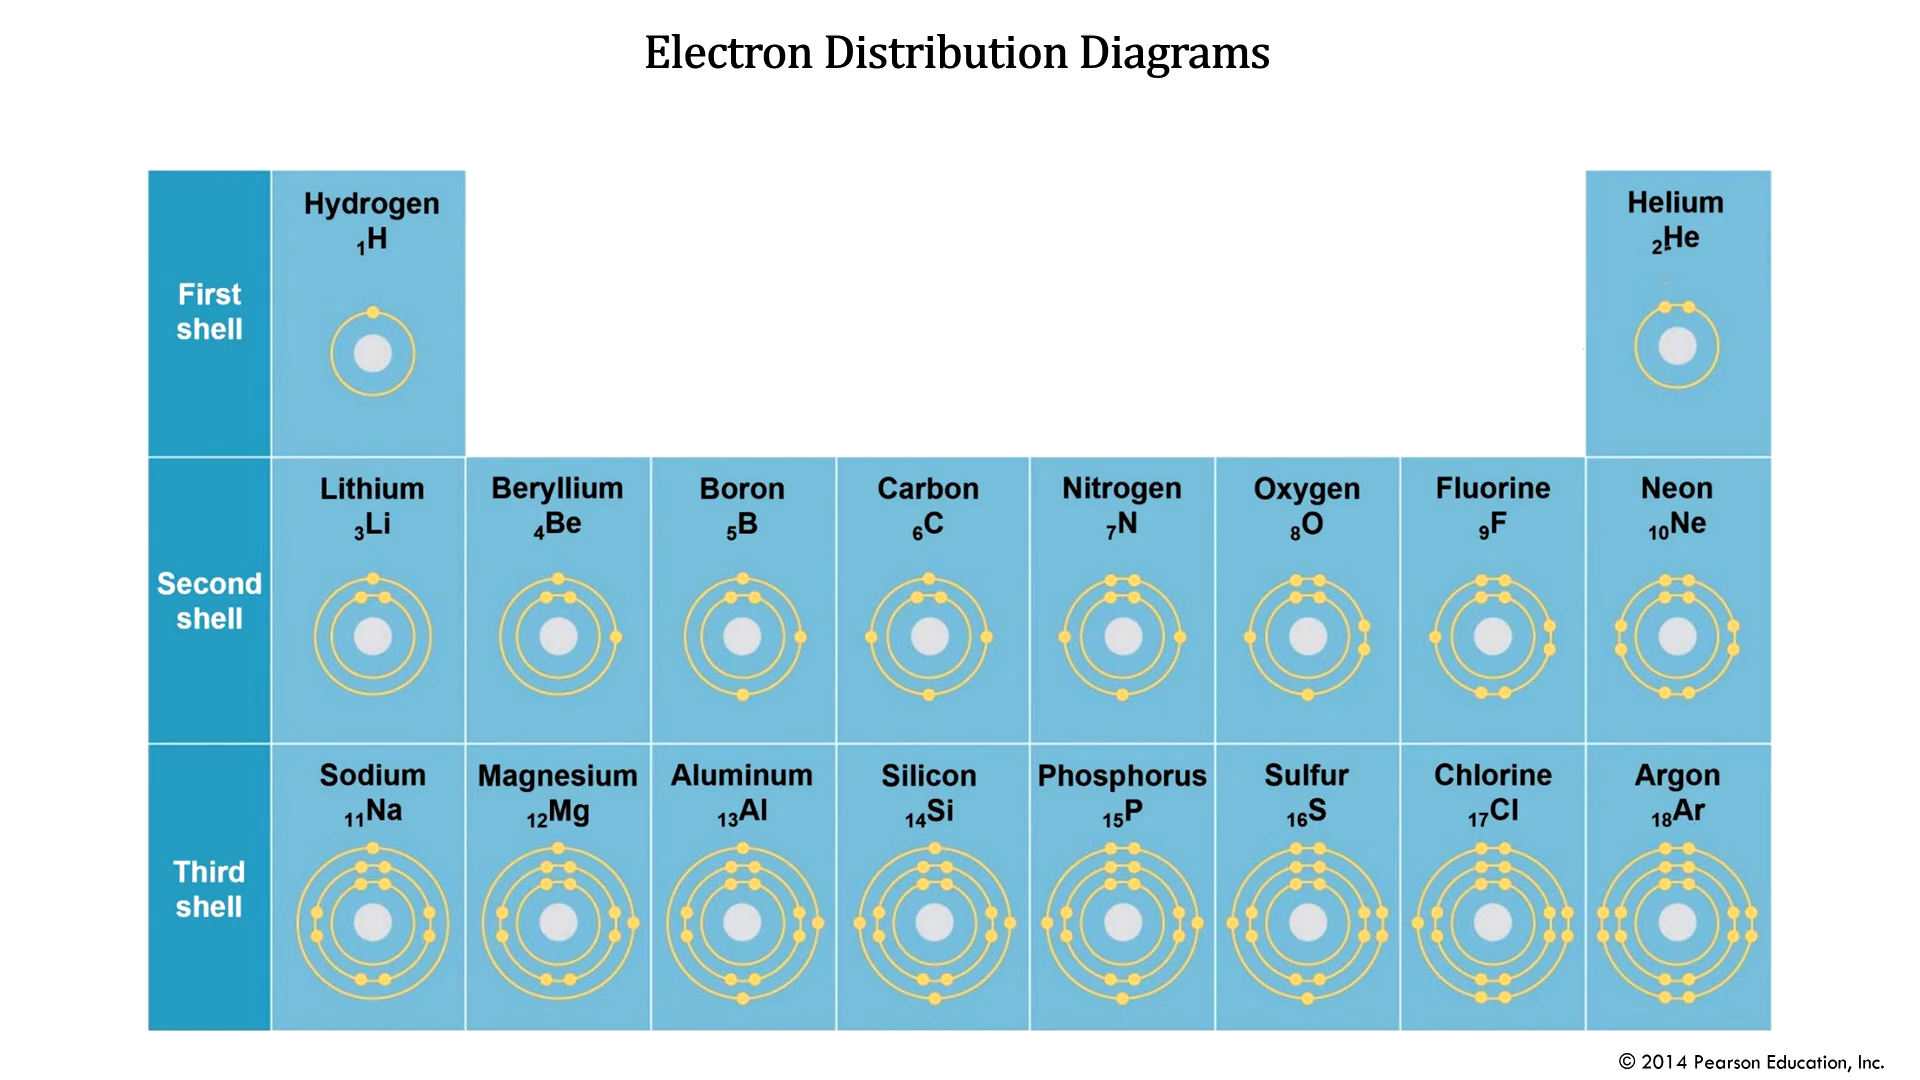 Electron Distribution Diagrams
First
shell
Hydrogen
₁H
Helium
₂He
Second
shell
Lithium
₃Li
Beryllium
₄Be
Boron
₅B
Carbon
₆C
Nitrogen
₇N
Oxygen
₈O
Fluorine
₉F
Neon
₁₀Ne
Third
shell
Sodium
₁₁Na
Magnesium
₁₂Mg
Aluminum
₁₃Al
Silicon
₁₄Si
Phosphorus
₁₅P
Sulfur
₁₆S
Chlorine
₁₇Cl
Argon
₁₈Ar
© 2014 Pearson Education, Inc.